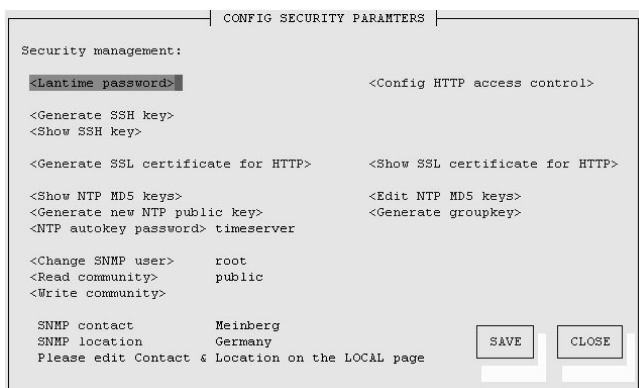 CONFIG SECURITY PARAMTERS
Security management:
<Lantime password> <Config HTTP access control>
<Generate SSH key>
<Show SSH key>
<Generate SSL certificate for HTTP> <Show SSL certificate for HTTP>
<Show NTP MD5 keys> <Edit NTP MD5 keys>
<Generate new NTP public key> <Generate groupkey>
<NTP autokey password> timeserver
<Change SNMP user> root
<Read community> public
<Write community>
SNMP contact Meinberg
SNMP location Germany
Please edit Contact & Location on the LOCAL page
SAVE CLOSE